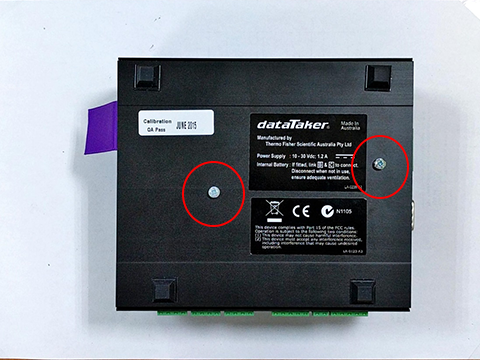 Calibration
QA Pass
JUNE 2015
dataTaker
Made in
Australia
Manufactured by
Thermo Fisher Scientific Australia Pty Ltd
Power Supply : 10 - 30 Vdc; 1.2 A
Internal Battery : If fitted, link & to connect.
Disconnect when not in use,
ensure adequate ventilation.
CE
N1105
This device complies with Part 15 of the FCC rules.
Operation is subject to the following two conditions:
(1) This device may not cause harmful interference.
(2) This device must accept any interference received,
including interference that may cause undesired
operation.